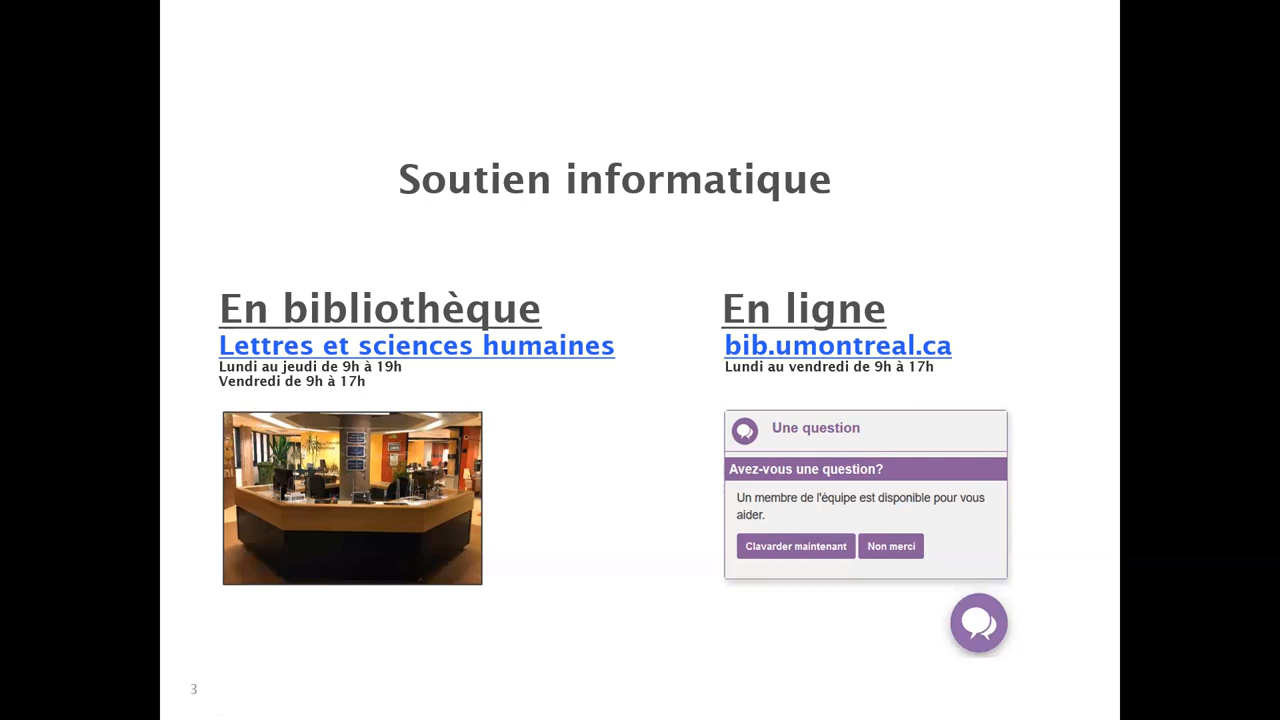 Soutien informatique
En bibliothèque
Lettres et sciences humaines
Lundi au jeudi de 9h à 19h
Vendredi de 9h à 17h
En ligne
bib.umontreal.ca
Lundi au vendredi de 9h à 17h
Une question
Avez-vous une question?
Un membre de l'équipe est disponible pour vous
aider.
Clavarder maintenant
Non merci
3